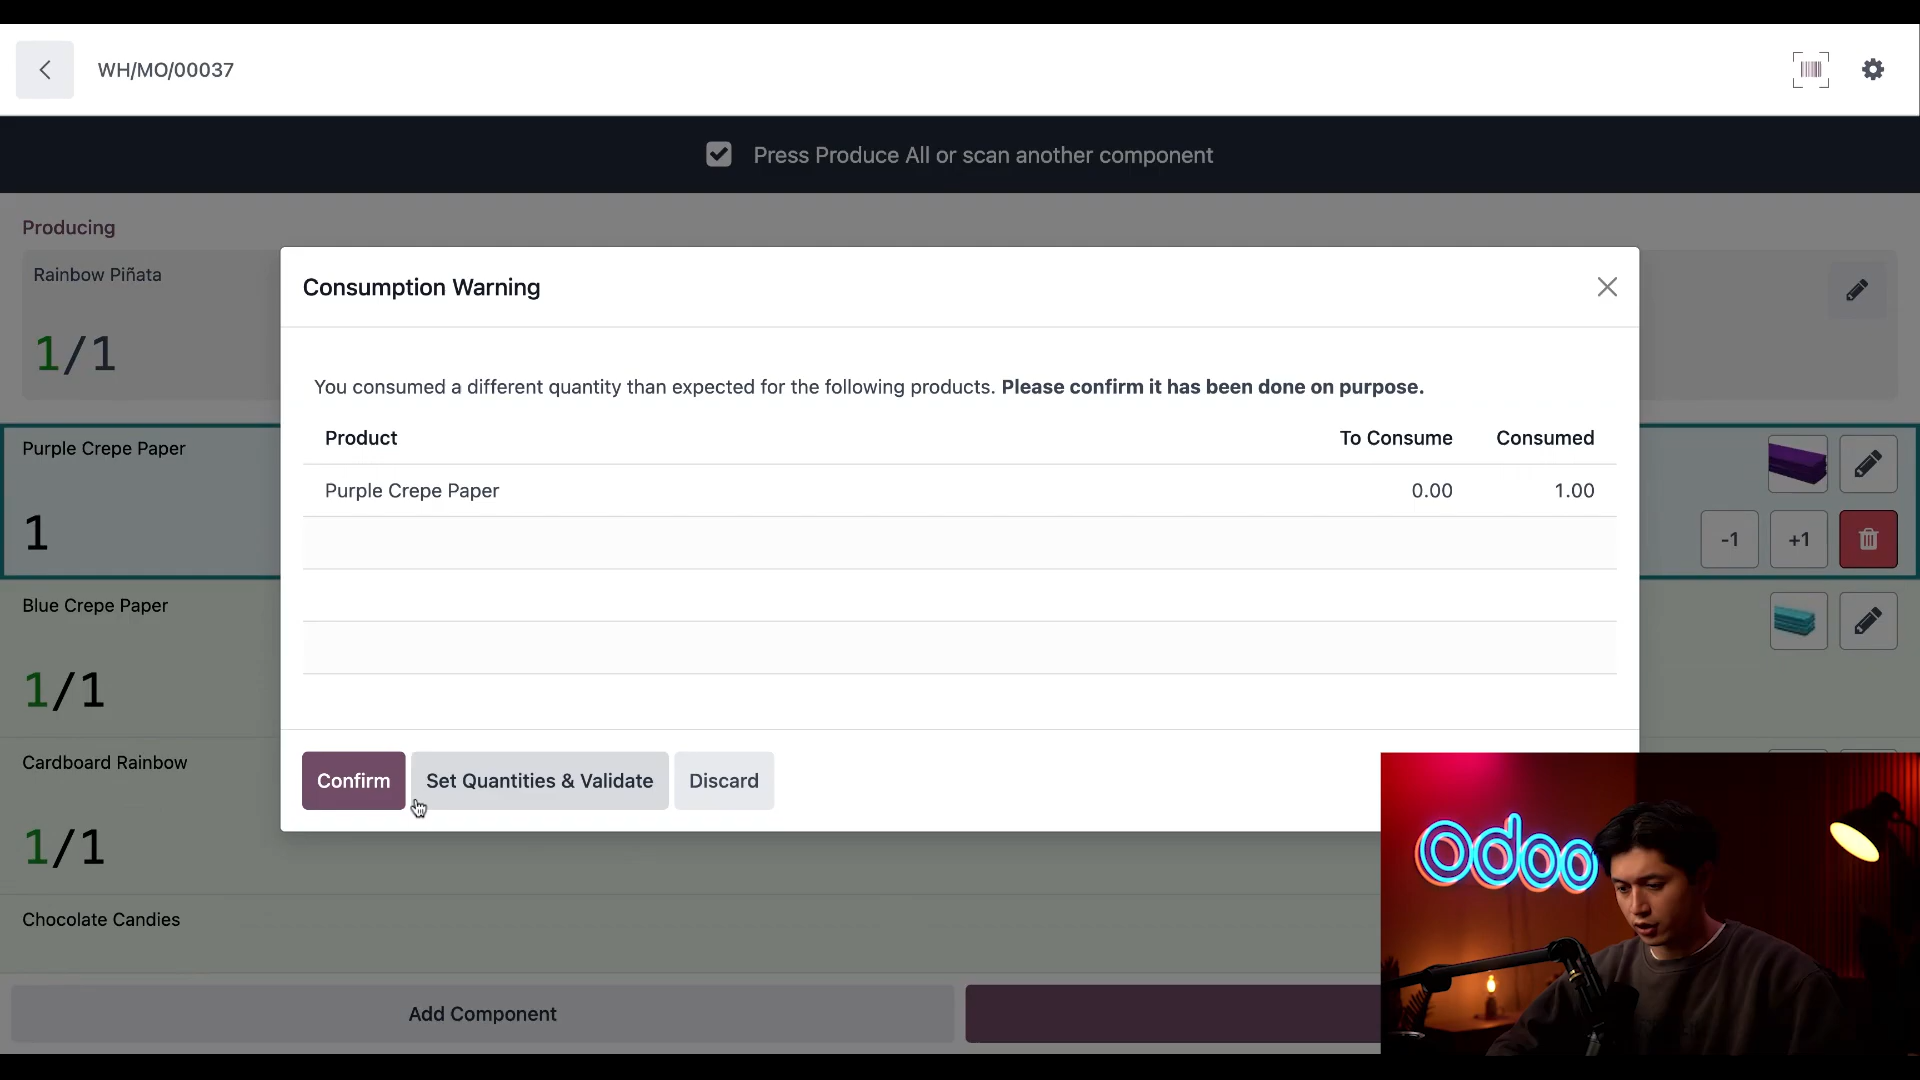 WH/MO/00037
Press Produce All or scan another component
Producing
Rainbow Piñata
1/1
Consumption Warning
You consumed a different quantity than expected for the following products. Please confirm it has been done on purpose.
Product To Consume Consumed
Purple Crepe Paper 0.00 1.00
Purple Crepe Paper
1
-1 +1
Blue Crepe Paper
1/1
Cardboard Rainbow
1/1
Confirm Set Quantities & Validate Discard
Chocolate Candies
Add Component
odoo